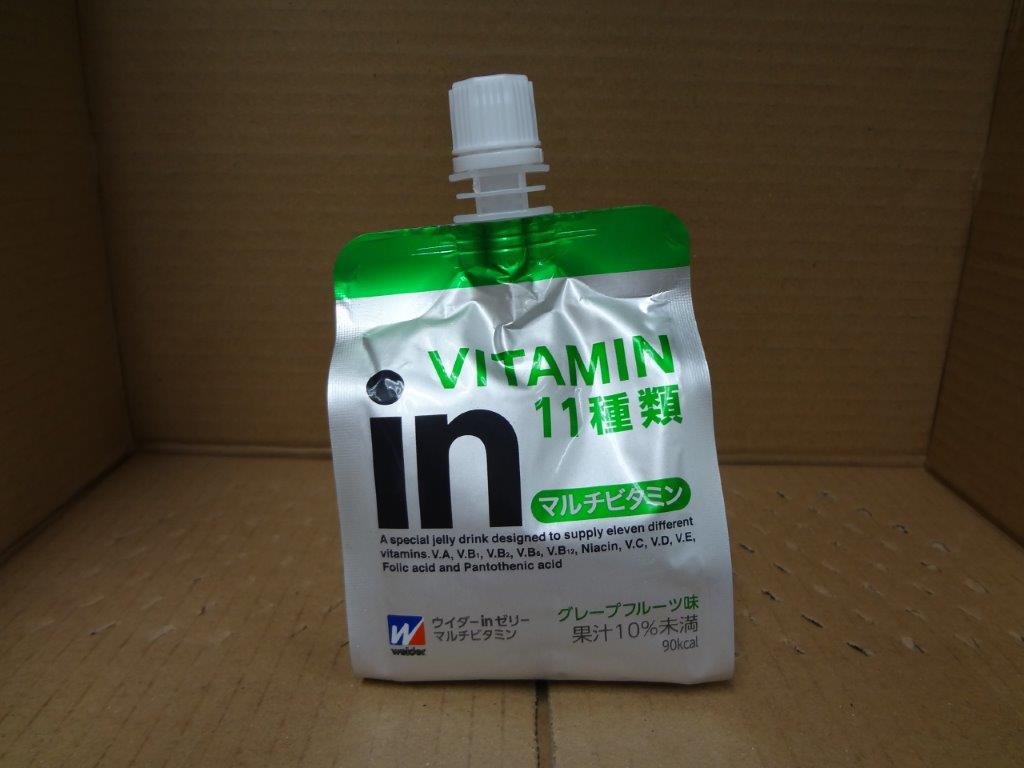 VITAMIN
11種類
in
マルチビタミン
A special jelly drink designed to supply eleven different
vitamins.V.A, V.B₁, V.B₂, V.B₆, V.B₁₂, Niacin, V.C, V.D, V.E,
Folic acid and Pantothenic acid
W
weider
ウイダーinゼリー
マルチビタミン
グレープフルーツ味
果汁10%未満
90kcal